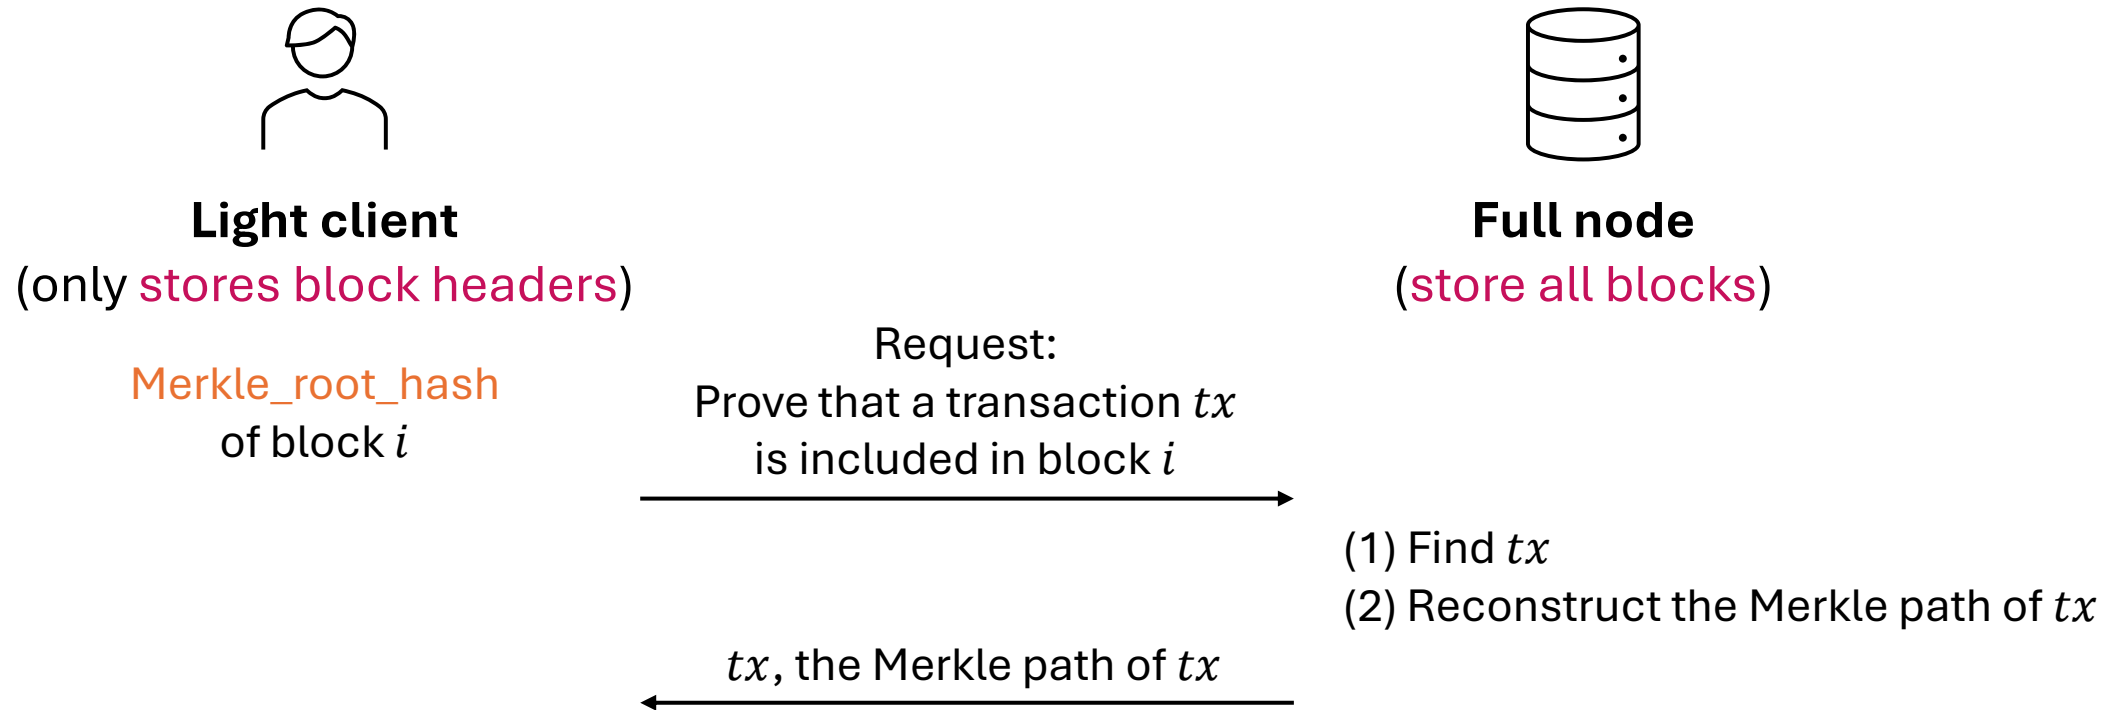 Light client
(only stores block headers)
Merkle_root_hash
of block i
Full node
(store all blocks)
Request:
Prove that a transaction tx
is included in block i
(1) Find tx
(2) Reconstruct the Merkle path of tx
tx, the Merkle path of tx